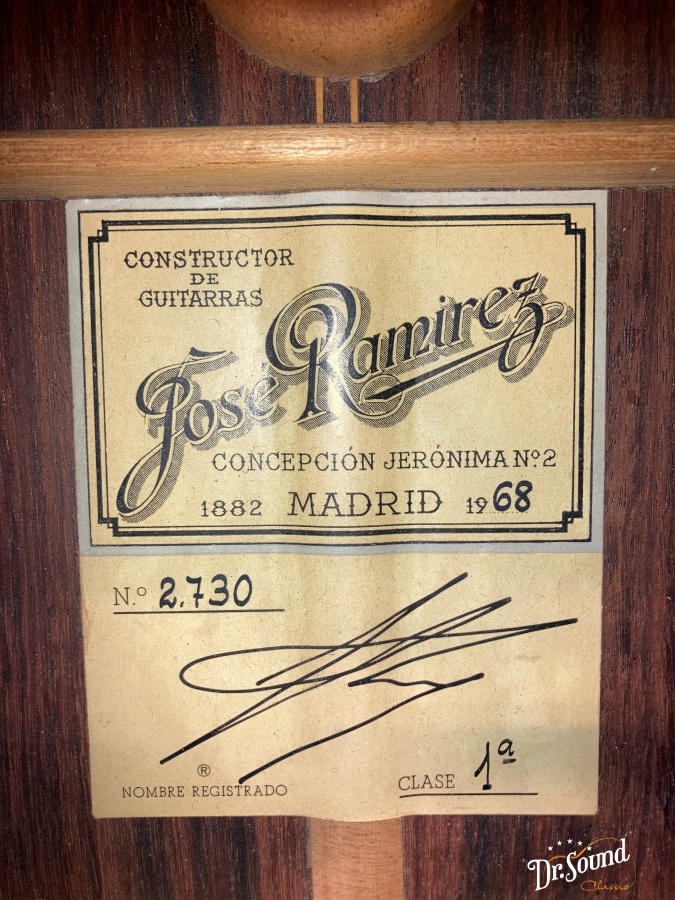 CONSTRUCTOR
DE
GUITARRAS
José Ramírez
CONCEPCIÓN JERÓNIMA Nº. 2
1882 MADRID 1968
N.º 2.730
®
NOMBRE REGISTRADO
CLASE 1ª
Dr. Sound
Classic